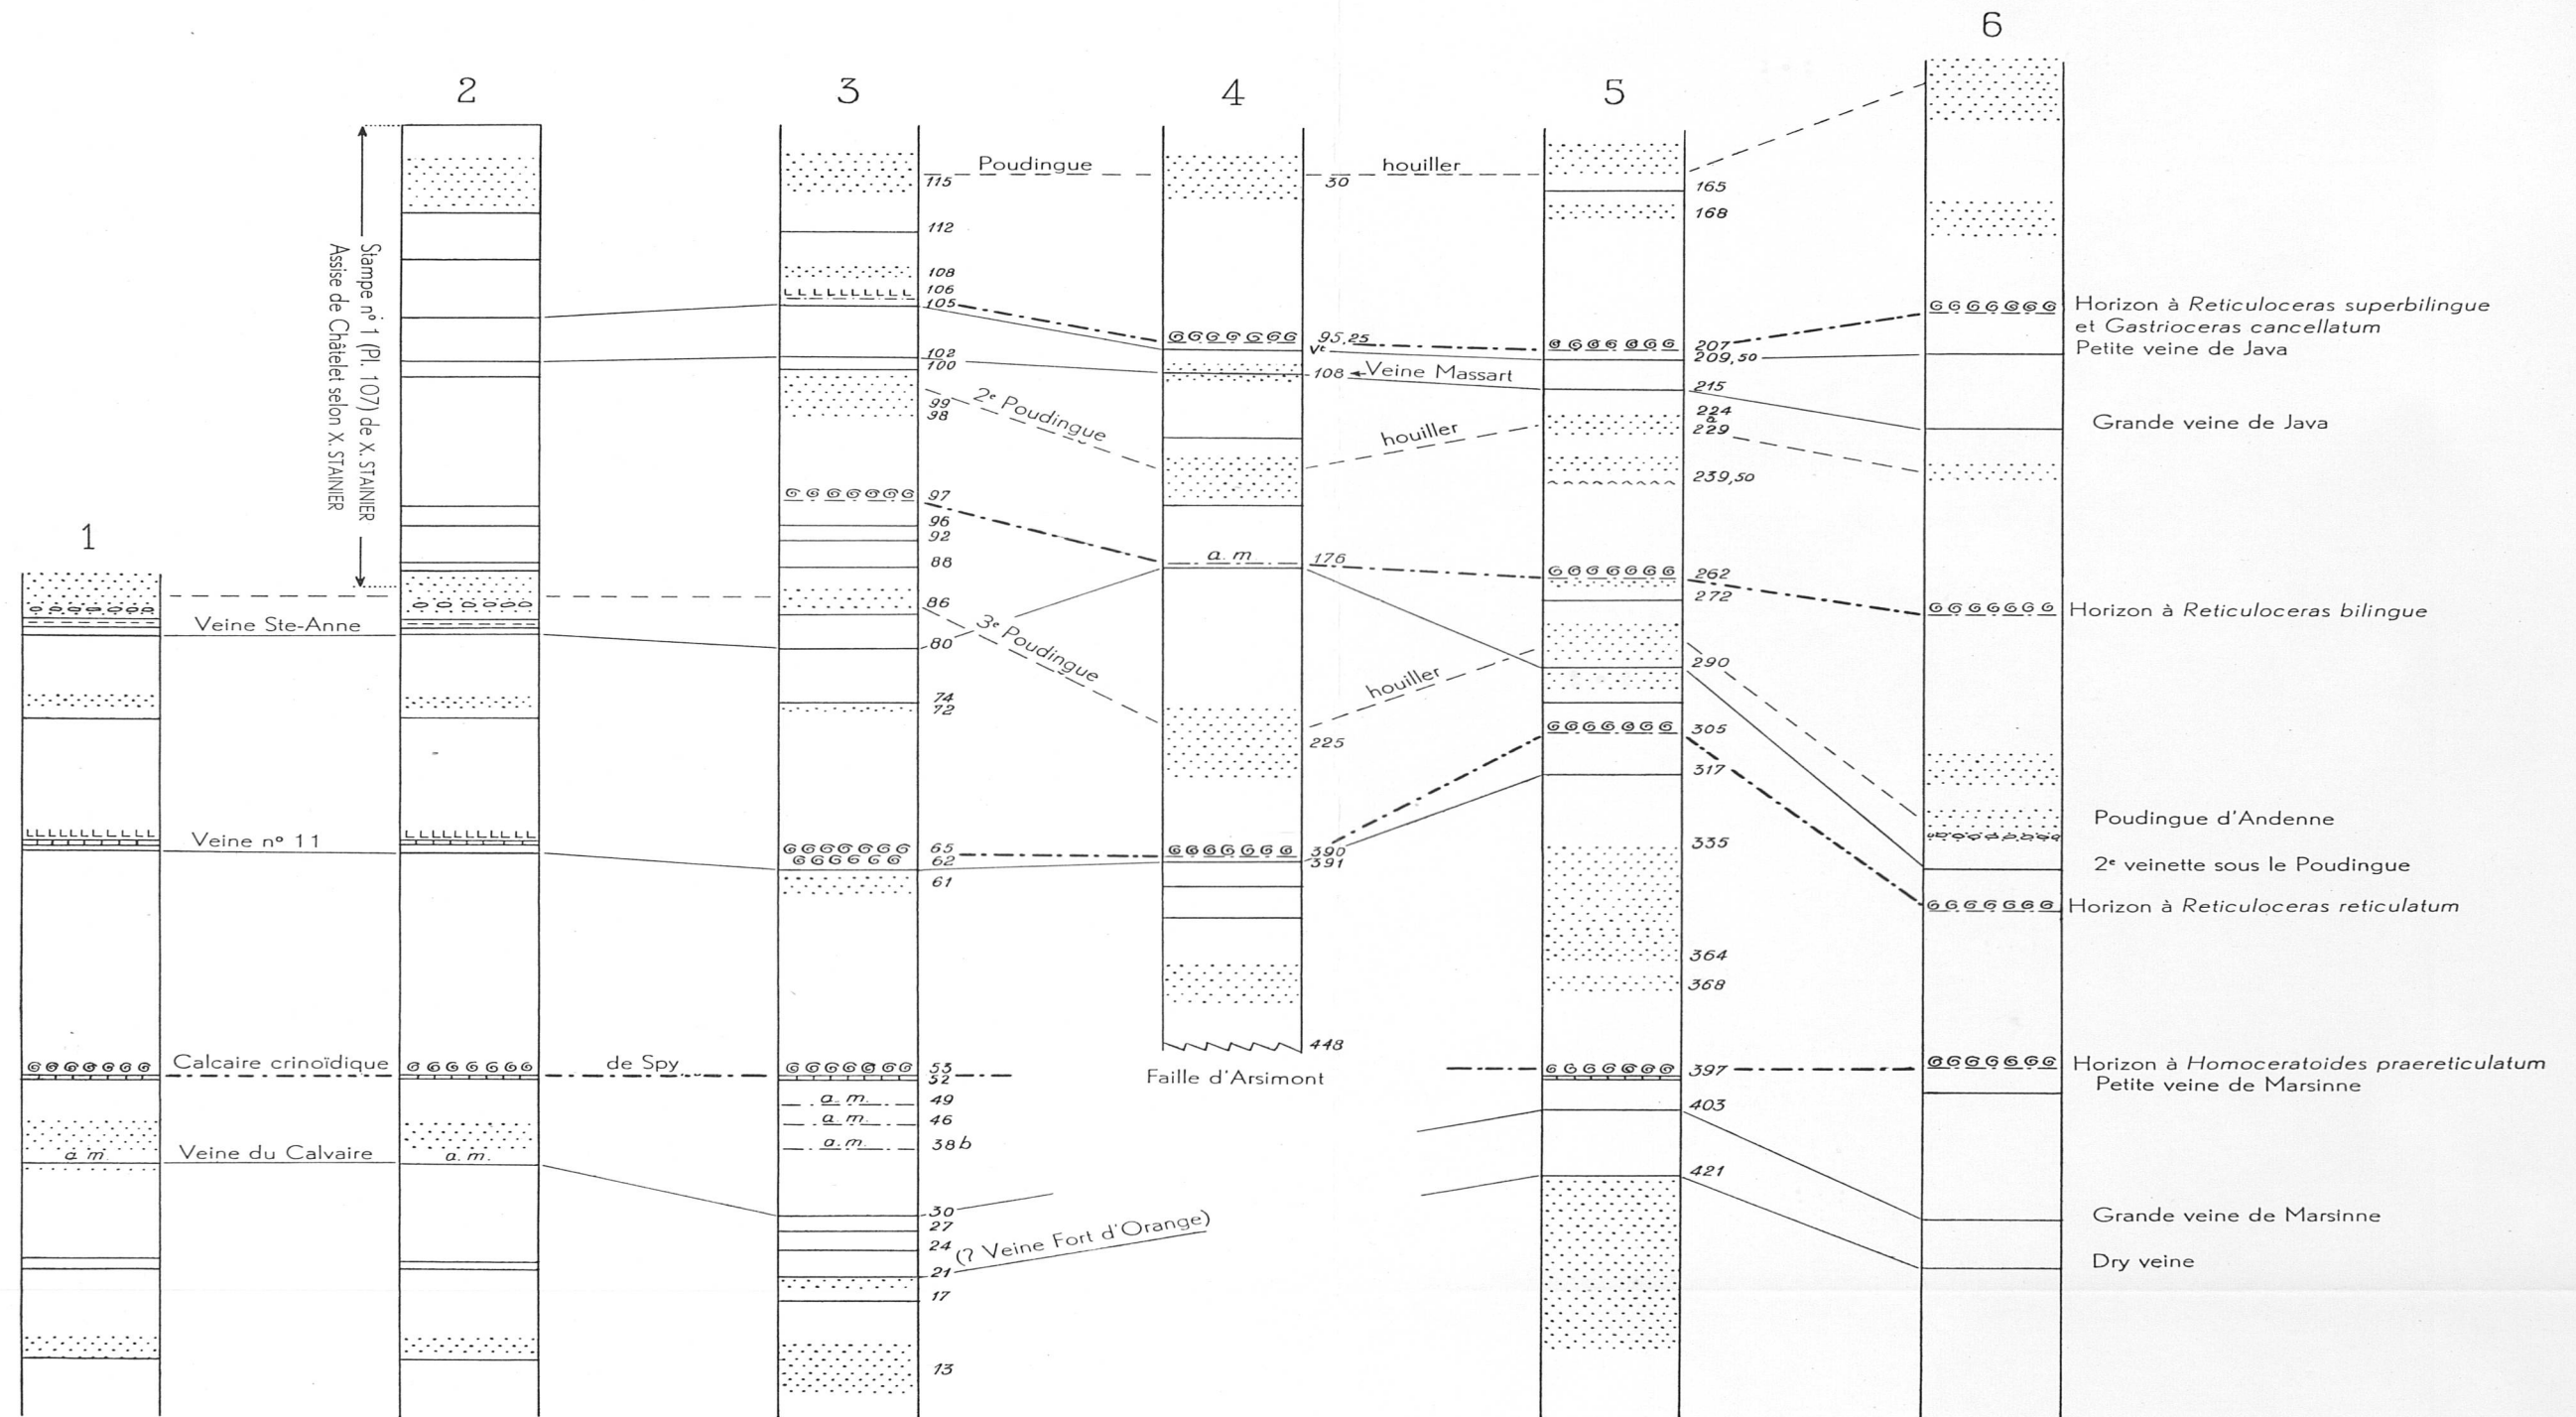 1
2
3
4
5
6
Stampe nº 1 (Pl. 107) de X. STAINIER
Assise de Châtelet selon X. STAINIER
Veine Ste-Anne
Veine nº 11
Calcaire crinoïdique
de Spy
Veine du Calvaire
a. m.
a. m.
115
112
108
106
105
102
100
99
98
97
96
92
88
86
80
74
72
65
62
61
53
52
49
46
38b
30
27
24
21
17
13
a. m.
a. m.
a. m.
Poudingue
houiller
2e Poudingue
houiller
3e Poudingue
houiller
(? Veine Fort d'Orange)
30
95,25
Vt
108
Veine Massart
a. m.
176
225
390
391
448
Faille d'Arsimont
165
168
207
209,50
215
224
à
229
239,50
262
272
290
305
317
335
364
368
397
403
421
Horizon à Reticuloceras superbilingue
et Gastrioceras cancellatum
Petite veine de Java
Grande veine de Java
Horizon à Reticuloceras bilingue
Poudingue d'Andenne
2e veinette sous le Poudingue
Horizon à Reticuloceras reticulatum
Horizon à Homoceratoides praereticulatum
Petite veine de Marsinne
Grande veine de Marsinne
Dry veine